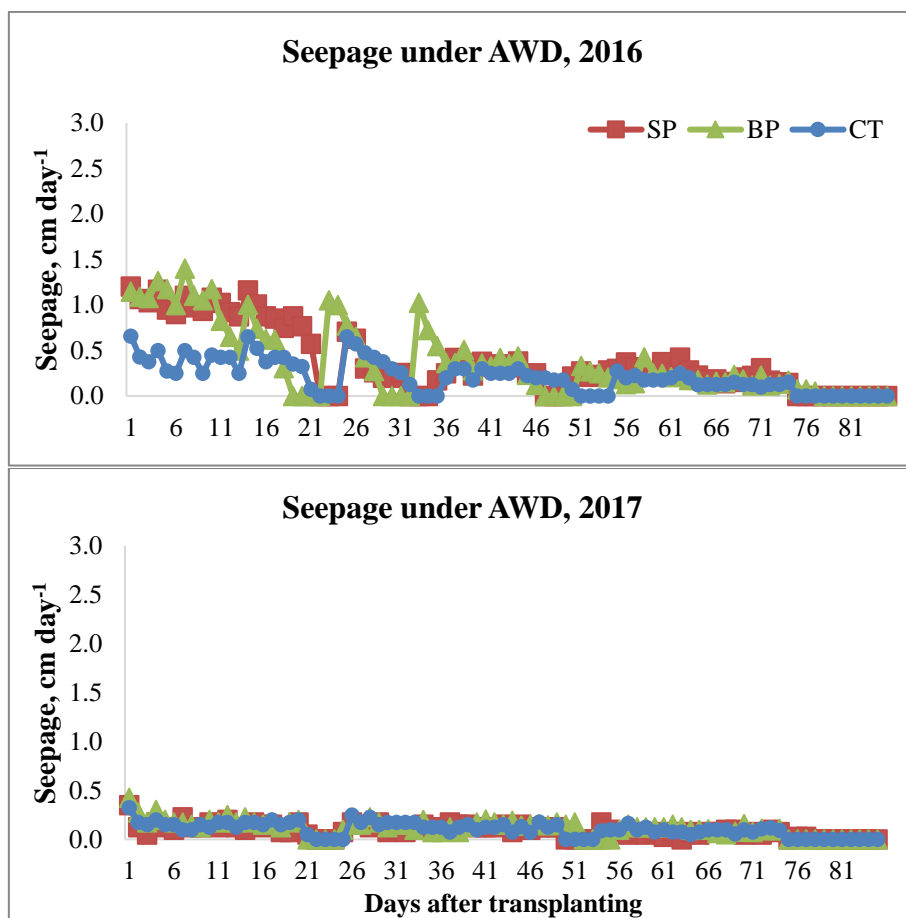 Seepage under AWD, 2016
SP BP CT
Seepage, cm day-1
3.0
2.5
2.0
1.5
1.0
0.5
0.0
1 6 11 16 21 26 31 36 41 46 51 56 61 66 71 76 81
Seepage under AWD, 2017
Seepage, cm day-1
3.0
2.5
2.0
1.5
1.0
0.5
0.0
1 6 11 16 21 26 31 36 41 46 51 56 61 66 71 76 81
Days after transplanting